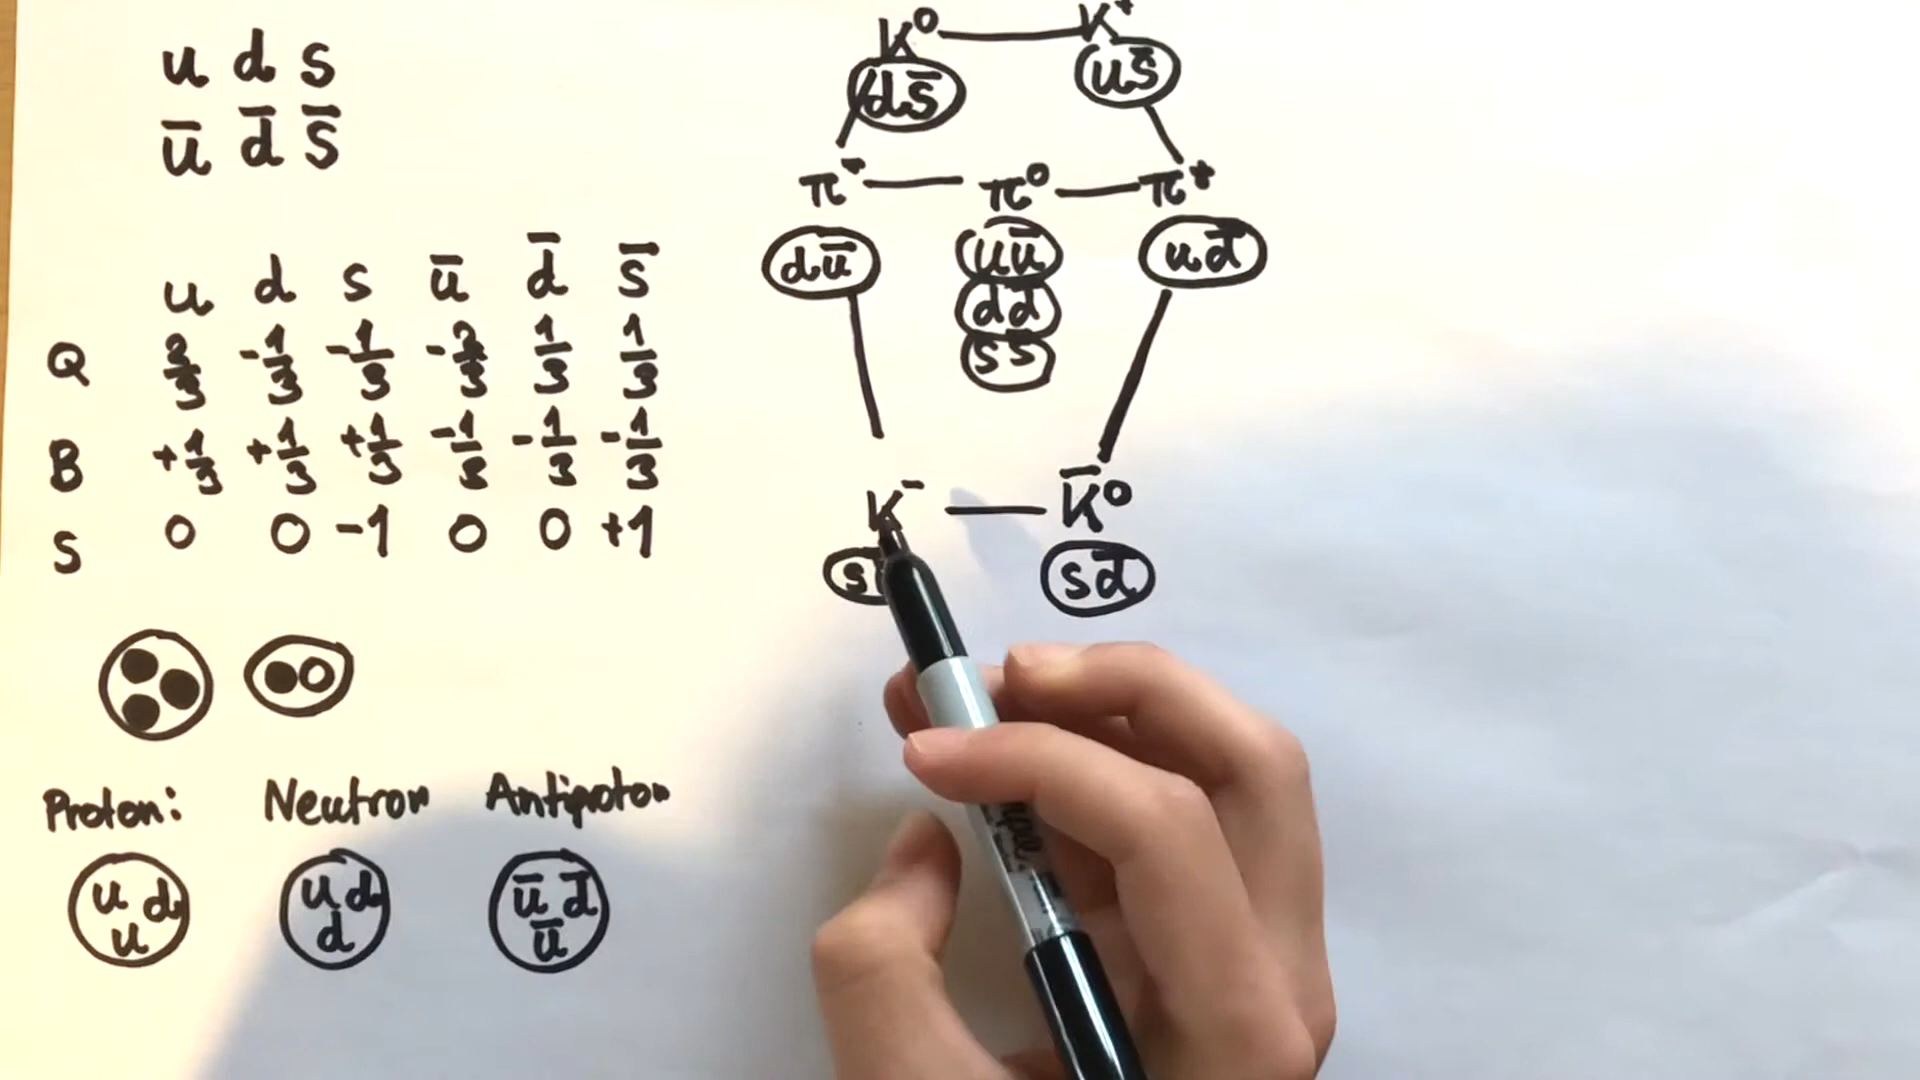 u d s
ū d̄ s̄
u d s ū d̄ s̄
Q 2/3 -1/3 -1/3 -2/3 1/3 1/3
B +1/3 +1/3 +1/3 -1/3 -1/3 -1/3
S 0 0 -1 0 0 +1
Proton: Neutron Antiproton
u d u d ū d̄
u d ū
K⁰ K⁺
ds̄ us̄
π⁻ π⁰ π⁺
dū uū ud̄
dd̄
ss̄
K⁻ K̄⁰
s sd̄